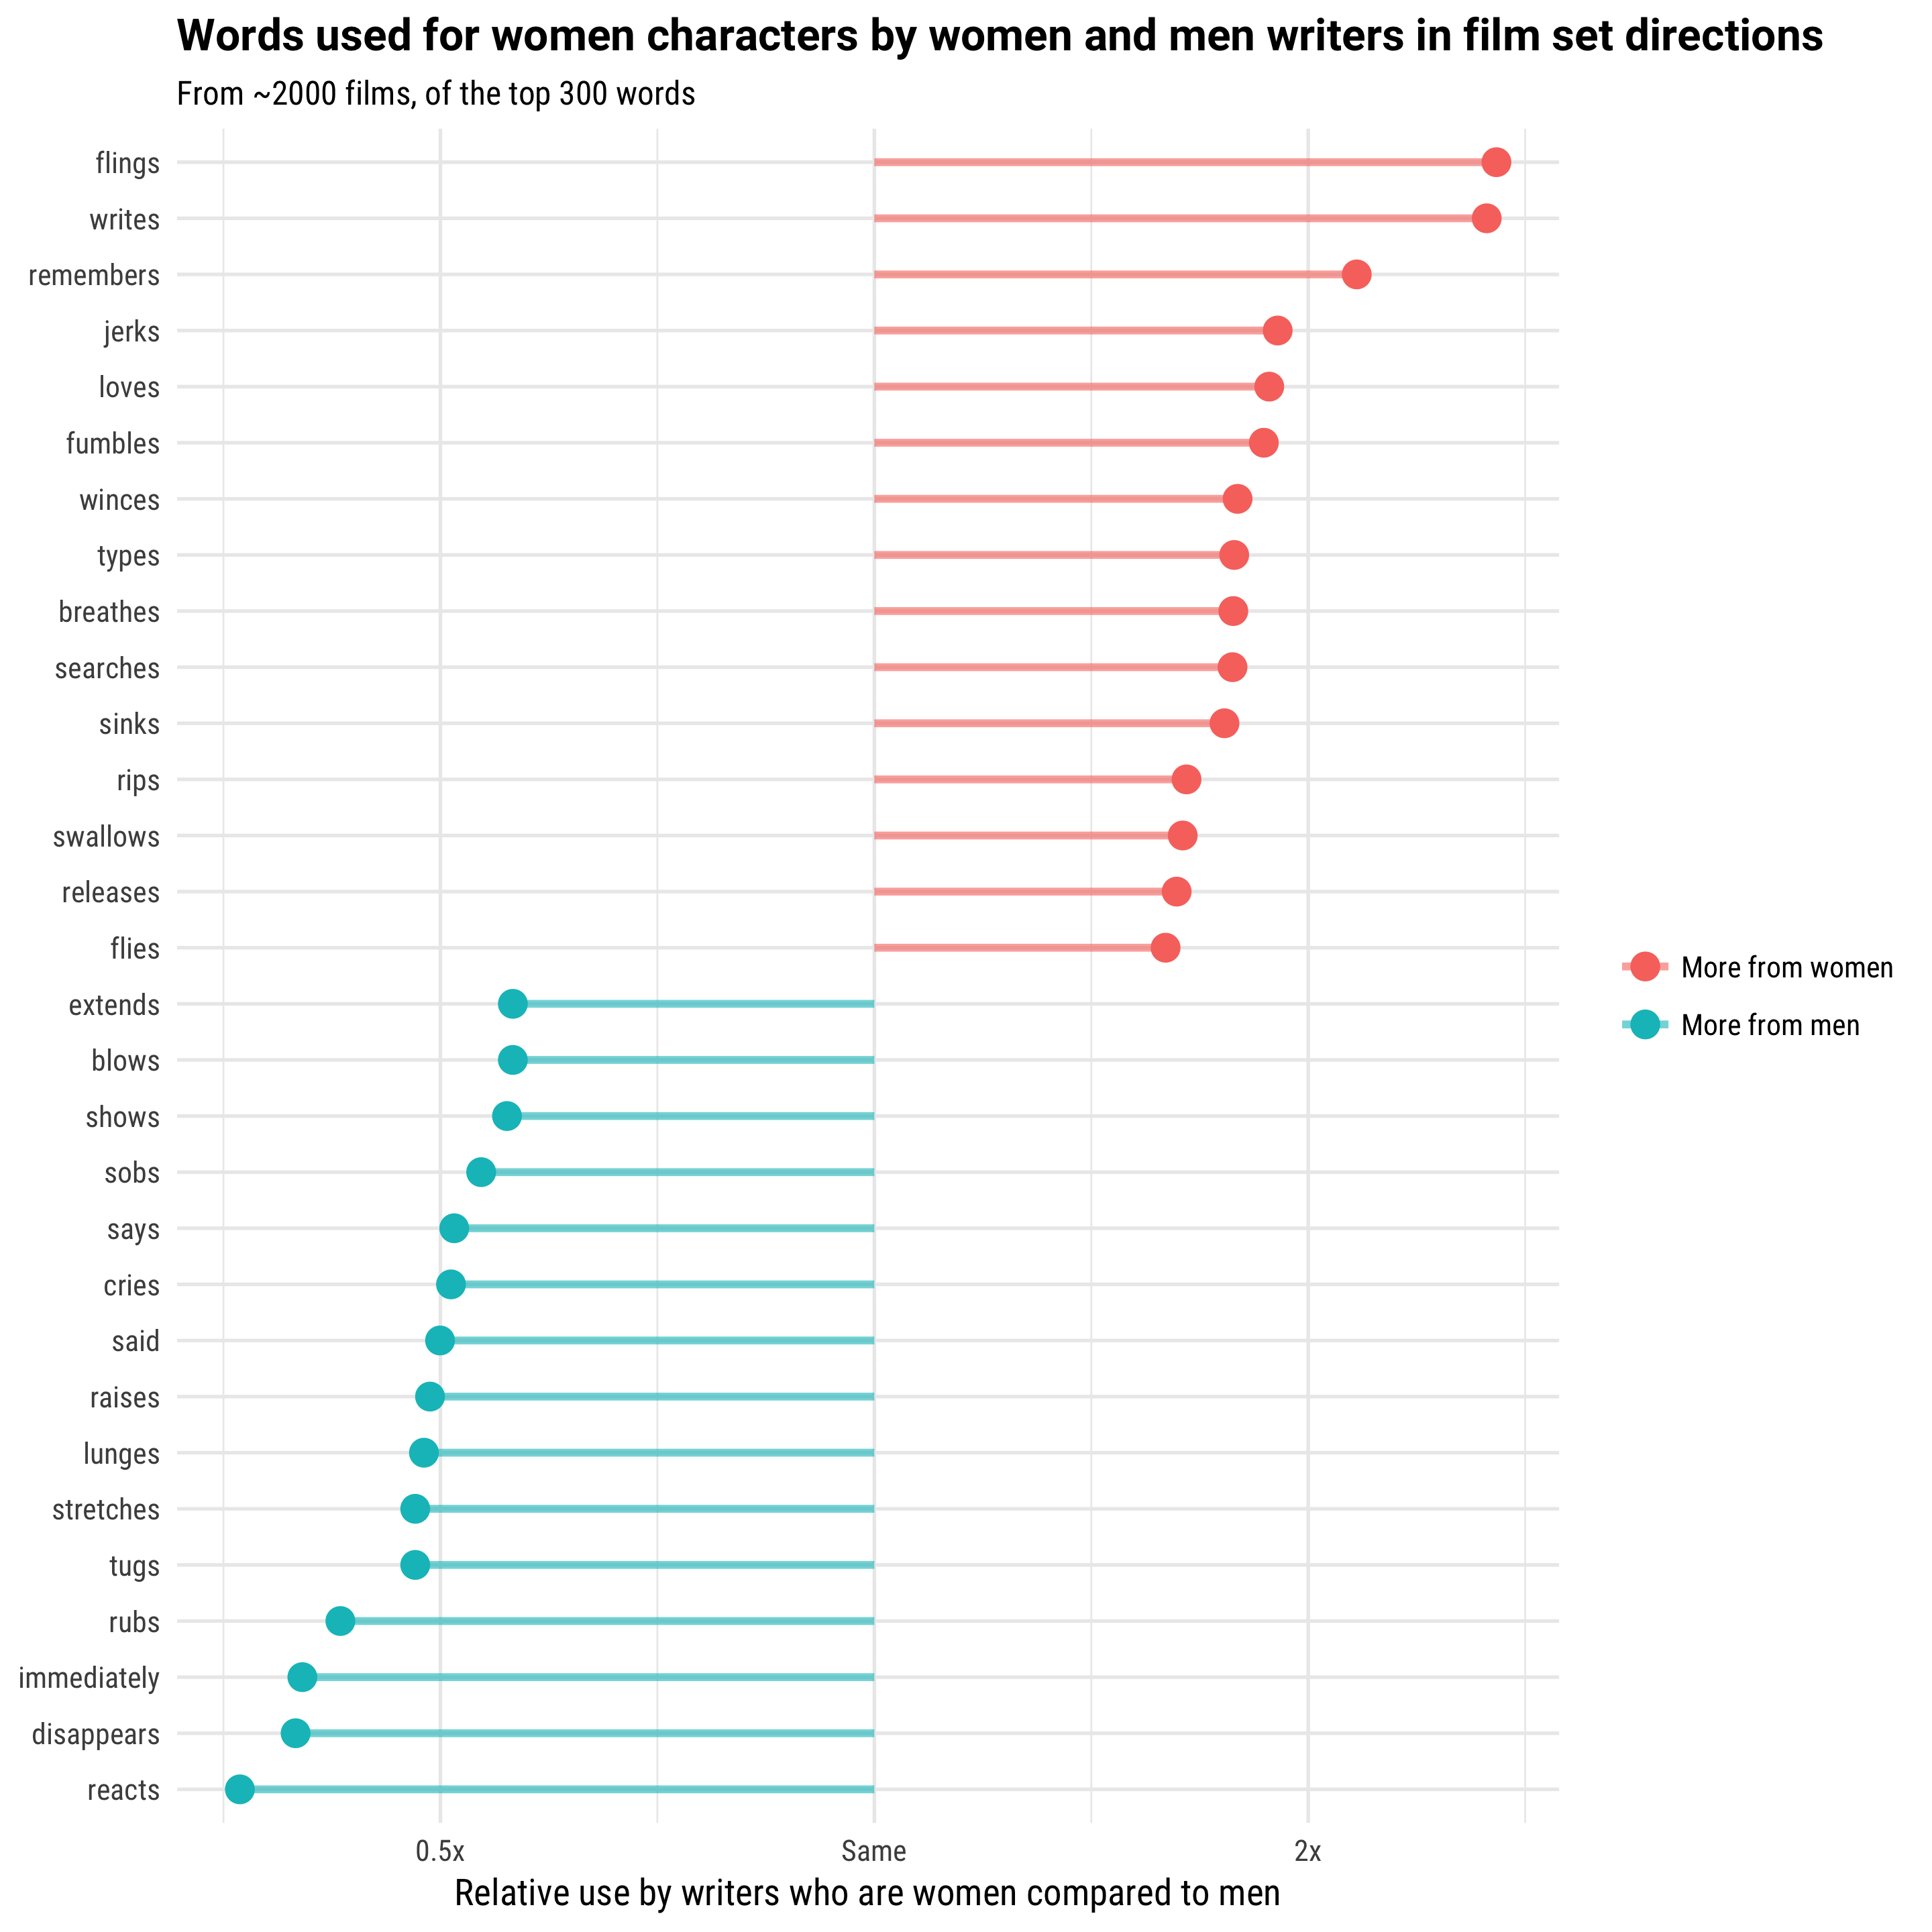 Words used for women characters by women and men writers in film set directions
From ~2000 films, of the top 300 words
flings
writes
remembers
jerks
loves
fumbles
winces
types
breathes
searches
sinks
rips
swallows
releases
flies
extends
blows
shows
sobs
says
cries
said
raises
lunges
stretches
tugs
rubs
immediately
disappears
reacts
0.5x Same 2x
Relative use by writers who are women compared to men
More from women
More from men